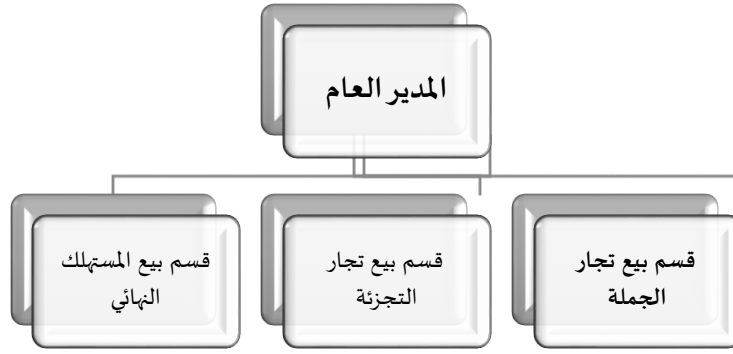 المدير العام
قسم بيع تجار
الجملة
قسم بيع تجار
التجزئة
قسم بيع المستهلك
النهائي